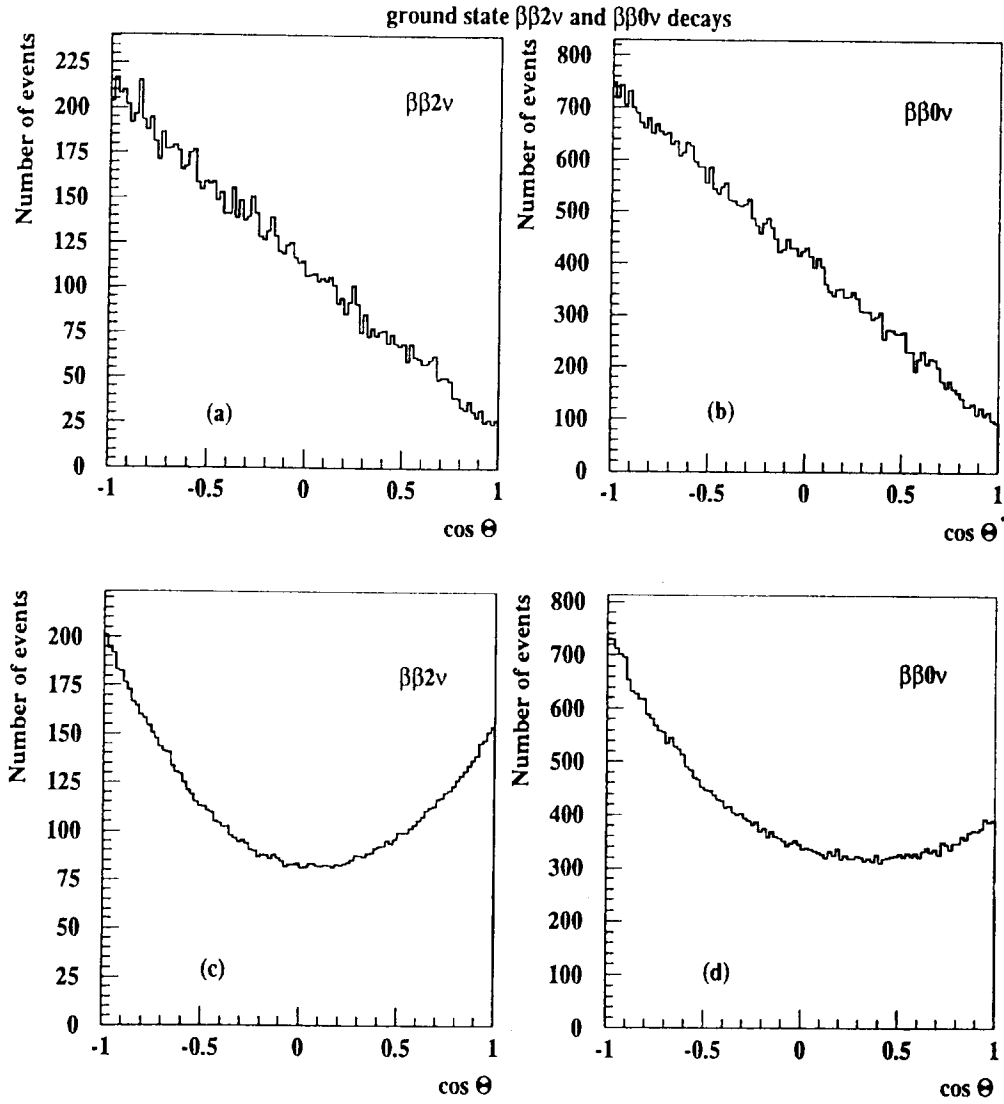 ground state ββ2ν and ββ0ν decays
Number of events
225
200
175
150
125
100
75
50
25
0
ββ2ν
(a)
-1 -0.5 0 0.5 1
cos Θ
Number of events
800
700
600
500
400
300
200
100
0
ββ0ν
(b)
-1 -0.5 0 0.5 1
cos Θ
Number of events
200
175
150
125
100
75
50
25
0
ββ2ν
(c)
-1 -0.5 0 0.5 1
cos Θ
Number of events
800
700
600
500
400
300
200
100
0
ββ0ν
(d)
-1 -0.5 0 0.5 1
cos Θ